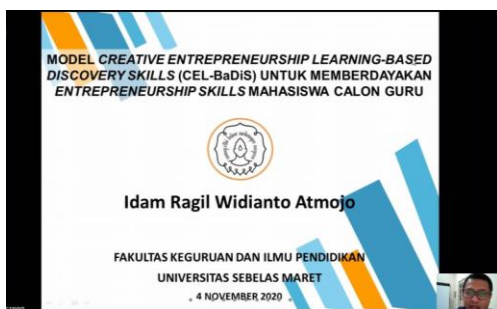 MODEL CREATIVE ENTREPRENEURSHIP LEARNING-BASED
DISCOVERY SKILLS (CEL-BaDiS) UNTUK MEMBERDAYAKAN
ENTREPRENEURSHIP SKILLS MAHASISWA CALON GURU
Idam Ragil Widianto Atmojo
FAKULTAS KEGURUAN DAN ILMU PENDIDIKAN
UNIVERSITAS SEBELAS MARET
4 NOVEMBER 2020